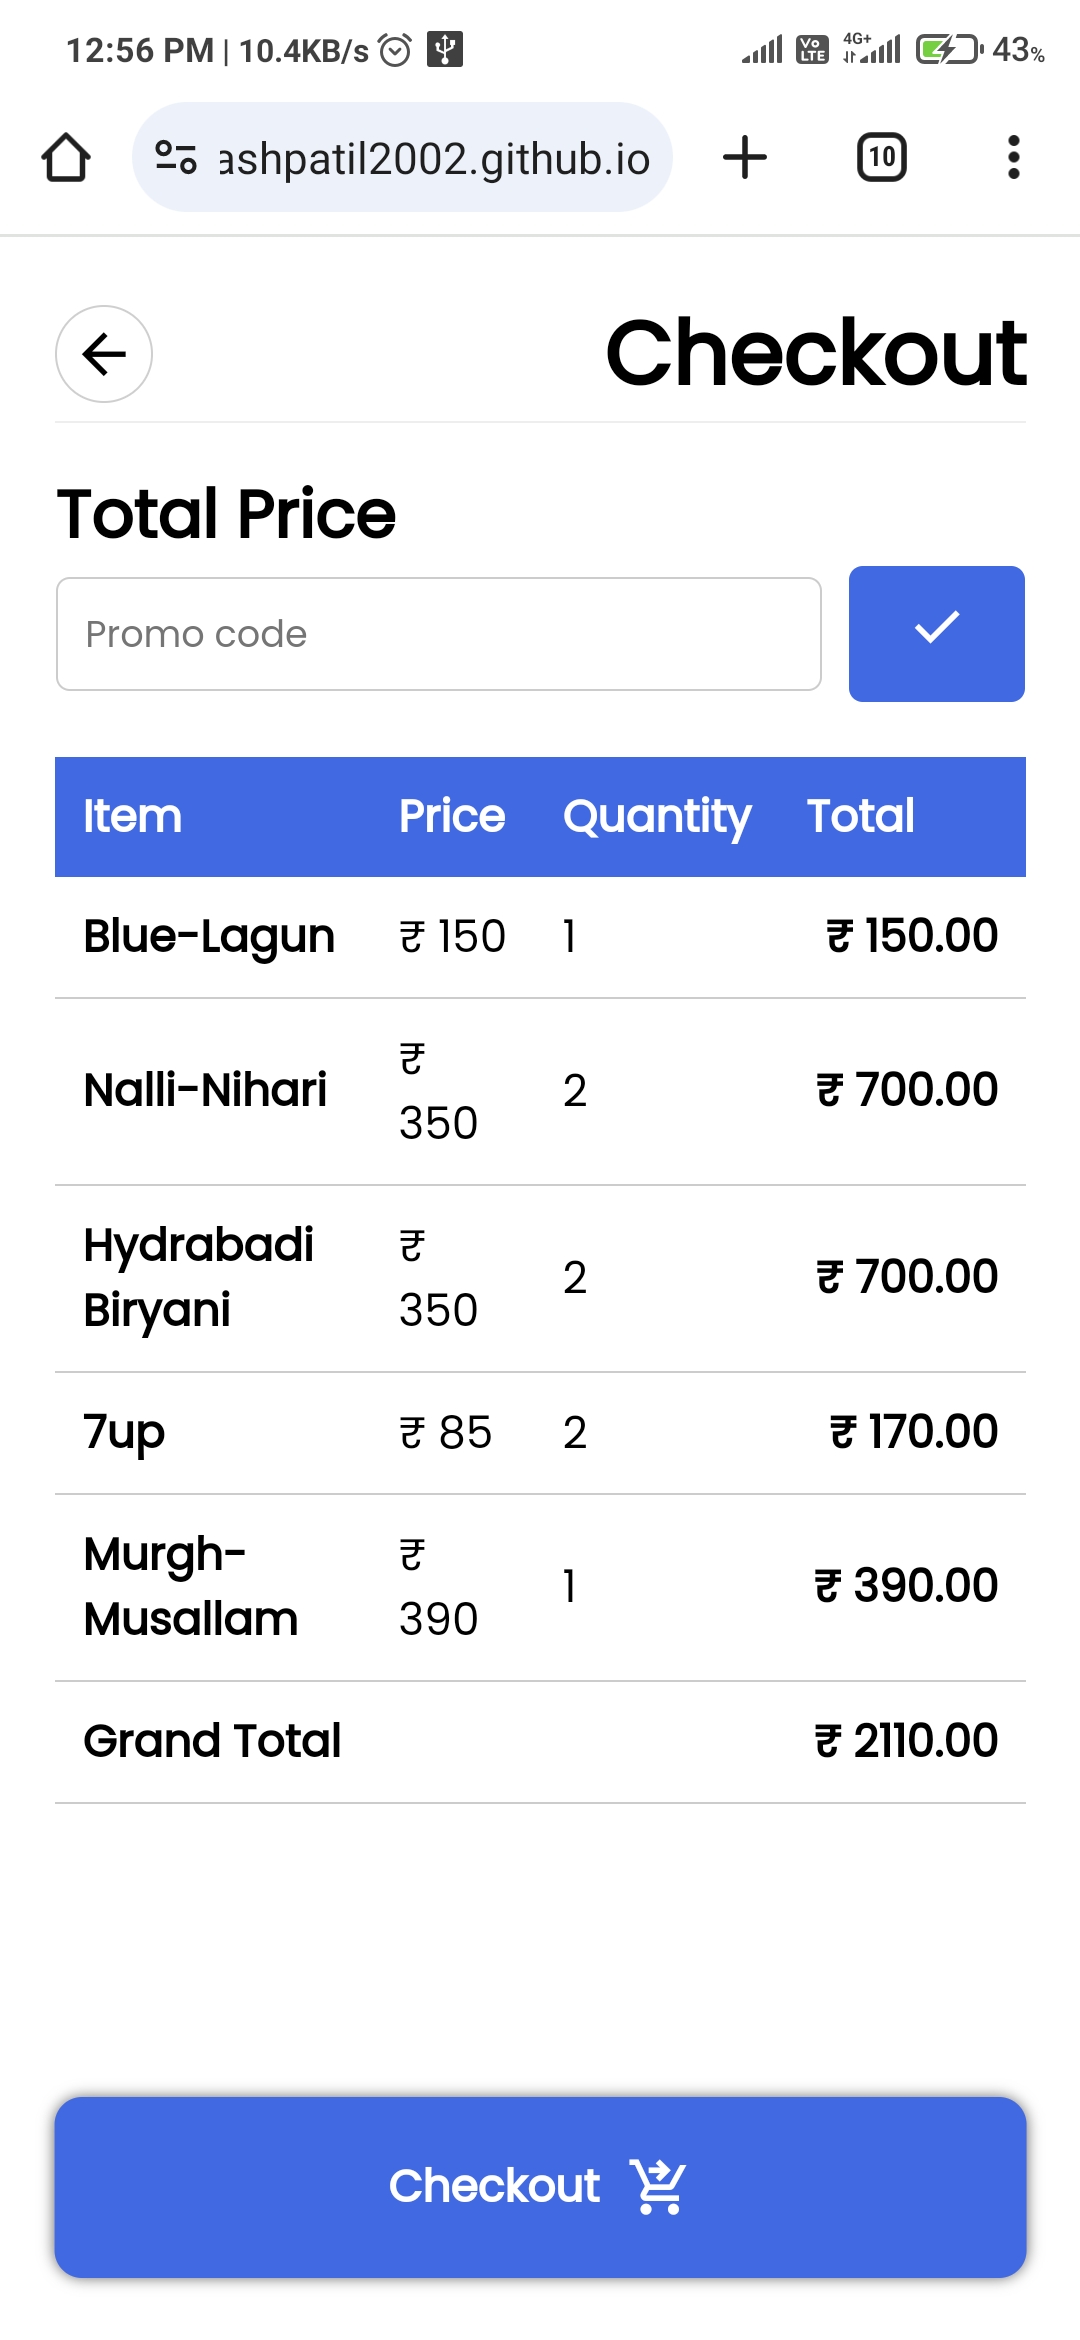 12:56 PM | 10.4KB/s
Vo LTE 4G+ 43%
ashpatil2002.github.io 10
Checkout
Total Price
Promo code
Item Price Quantity Total
Blue-Lagun ₹ 150 1 ₹ 150.00
Nalli-Nihari ₹ 350 2 ₹ 700.00
Hydrabadi Biryani ₹ 350 2 ₹ 700.00
7up ₹ 85 2 ₹ 170.00
Murgh-Musallam ₹ 390 1 ₹ 390.00
Grand Total ₹ 2110.00
Checkout